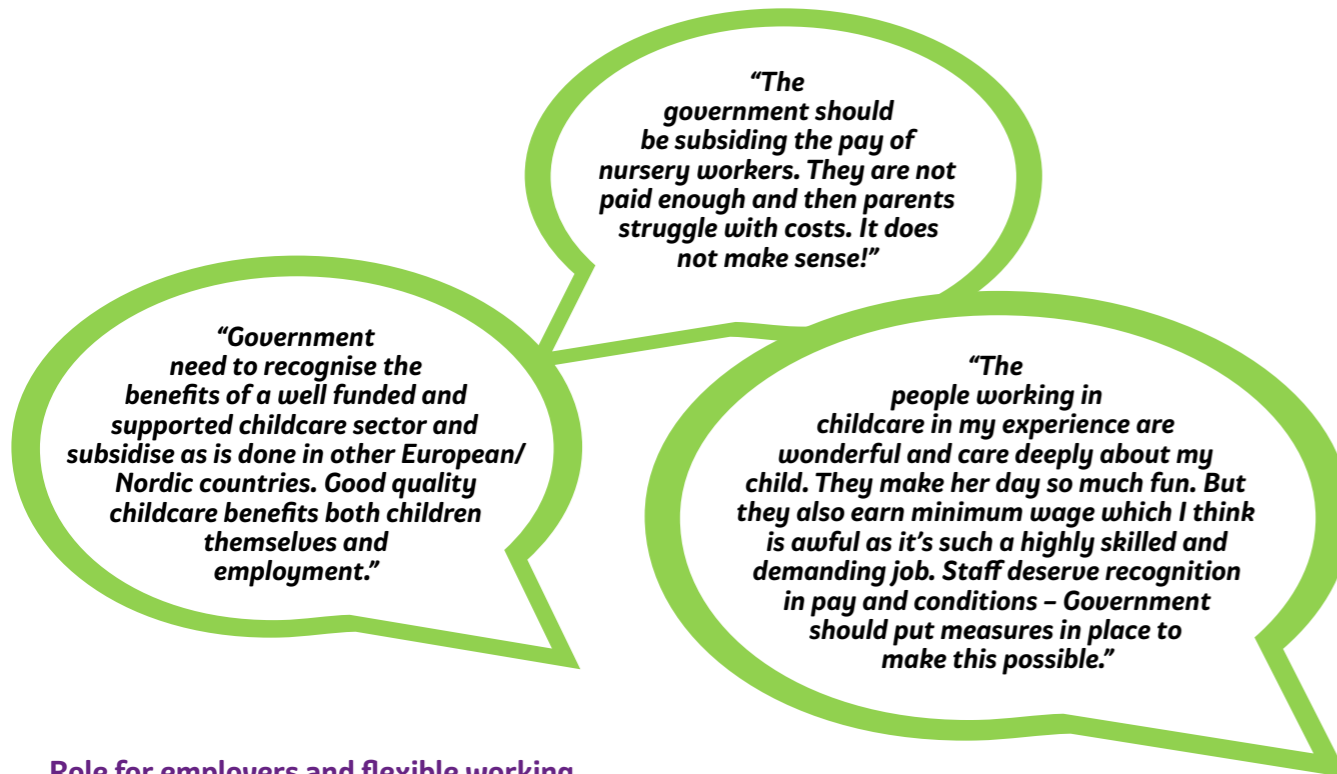 “The
government should
be subsiding the pay of
nursery workers. They are not
paid enough and then parents
struggle with costs. It does
not make sense!”
“Government
need to recognise the
benefits of a well funded and
supported childcare sector and
subsidise as is done in other European/
Nordic countries. Good quality
childcare benefits both children
themselves and
employment.”
“The
people working in
childcare in my experience are
wonderful and care deeply about my
child. They make her day so much fun. But
they also earn minimum wage which I think
is awful as it’s such a highly skilled and
demanding job. Staff deserve recognition
in pay and conditions – Government
should put measures in place to
make this possible.”
Role for employers and flexible working